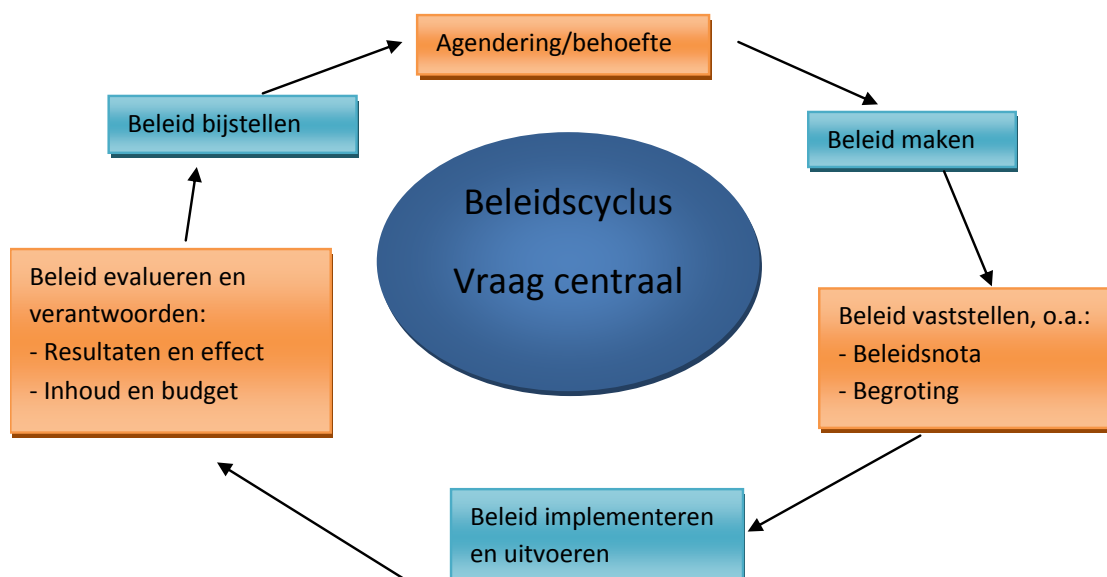 Agendering/behoefte
Beleid bijstellen
Beleid maken
Beleidscyclus
Vraag centraal
Beleid evalueren en
verantwoorden:
- Resultaten en effect
- Inhoud en budget
Beleid vaststellen, o.a.:
- Beleidsnota
- Begroting
Beleid implementeren
en uitvoeren